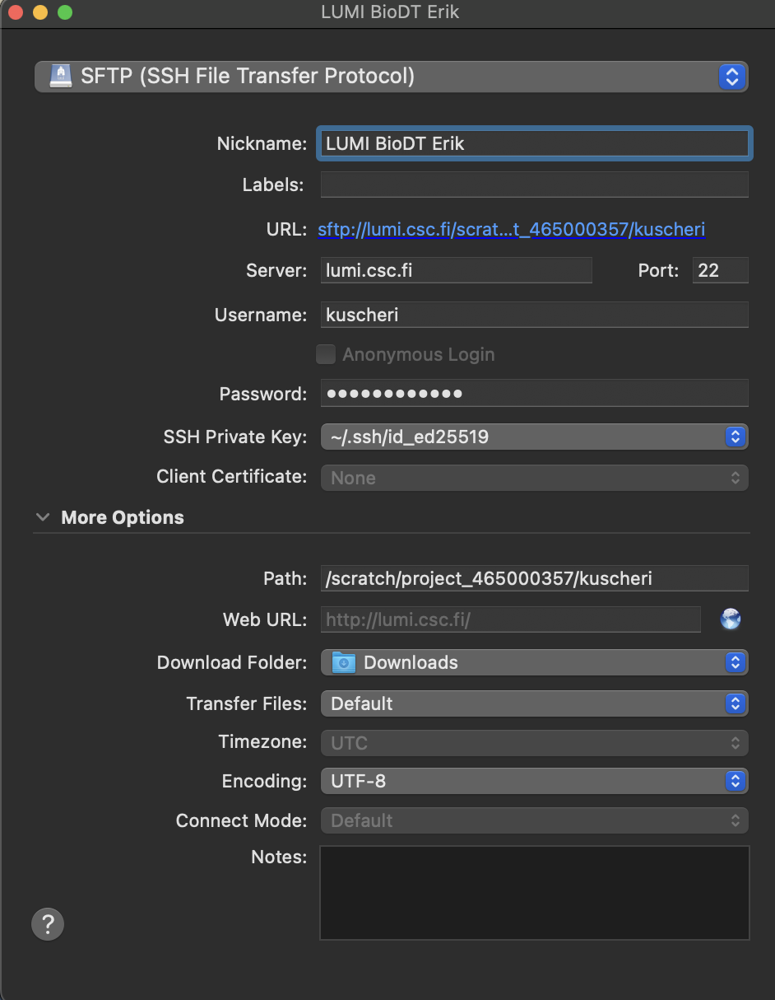 LUMI BioDT Erik
SFTP (SSH File Transfer Protocol)
Nickname: LUMI BioDT Erik
Labels:
URL: sftp://lumi.csc.fi/scrat...t_465000357/kuscheri
Server: lumi.csc.fi Port: 22
Username: kuscheri
Anonymous Login
Password: ••••••••••••
SSH Private Key: ~/.ssh/id_ed25519
Client Certificate: None
More Options
Path: /scratch/project_465000357/kuscheri
Web URL: http://lumi.csc.fi/
Download Folder: Downloads
Transfer Files: Default
Timezone: UTC
Encoding: UTF-8
Connect Mode: Default
Notes:
?